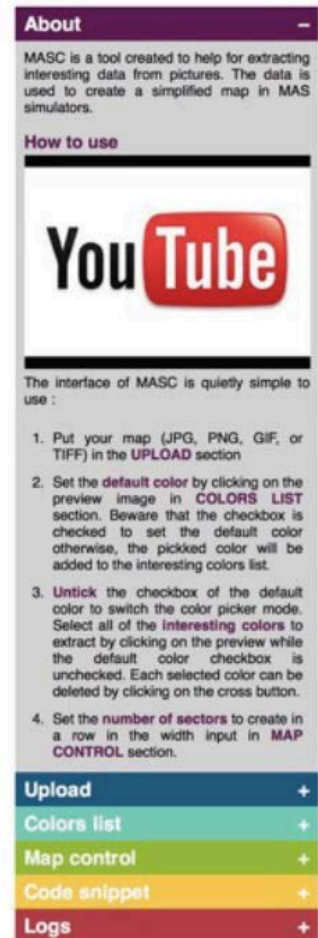 About –
MASC is a tool created to help for extracting
interesting data from pictures. The data is
used to create a simplified map in MAS
simulators.
How to use
You Tube
The interface of MASC is quietly simple to
use :
1. Put your map (JPG, PNG, GIF, or
TIFF) in the UPLOAD section
2. Set the default color by clicking on the
preview image in COLORS LIST
section. Beware that the checkbox is
checked to set the default color
otherwise, the pickked color will be
added to the interesting colors list.
3. Untick the checkbox of the default
color to switch the color picker mode.
Select all of the interesting colors to
extract by clicking on the preview while
the default color checkbox is
unchecked. Each selected color can be
deleted by clicking on the cross button.
4. Set the number of sectors to create in
a row in the width input in MAP
CONTROL section.
Upload +
Colors list +
Map control +
Code snippet +
Logs +